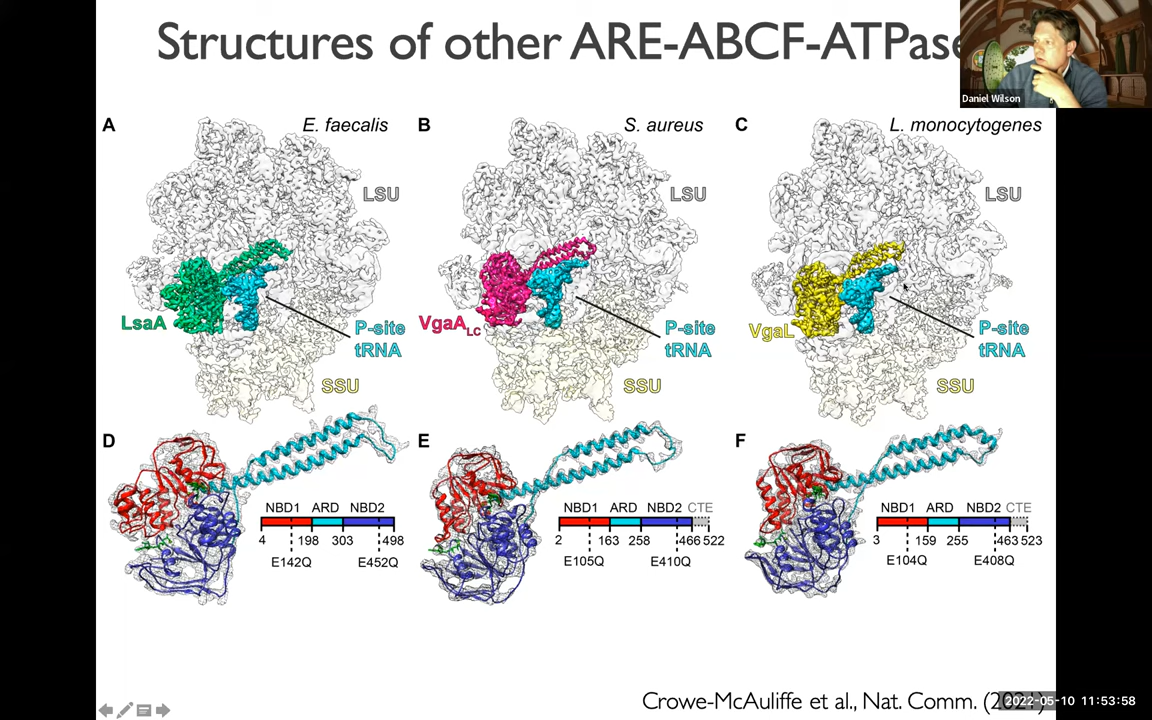 Structures of other ARE-ABCF-ATPase
Daniel Wilson
A
E. faecalis
LSU
LsaA
P-site
tRNA
SSU
B
S. aureus
LSU
VgaALC
P-site
tRNA
SSU
C
L. monocytogenes
LSU
VgaL
P-site
tRNA
SSU
D
NBD1 ARD NBD2
4 198 303 498
E142Q E452Q
E
NBD1 ARD NBD2 CTE
2 163 258 466 522
E105Q E410Q
F
NBD1 ARD NBD2 CTE
3 159 255 463 523
E104Q E408Q
Crowe-McAuliffe et al., Nat. Comm. (2021)
2022-05-10 11:53:58